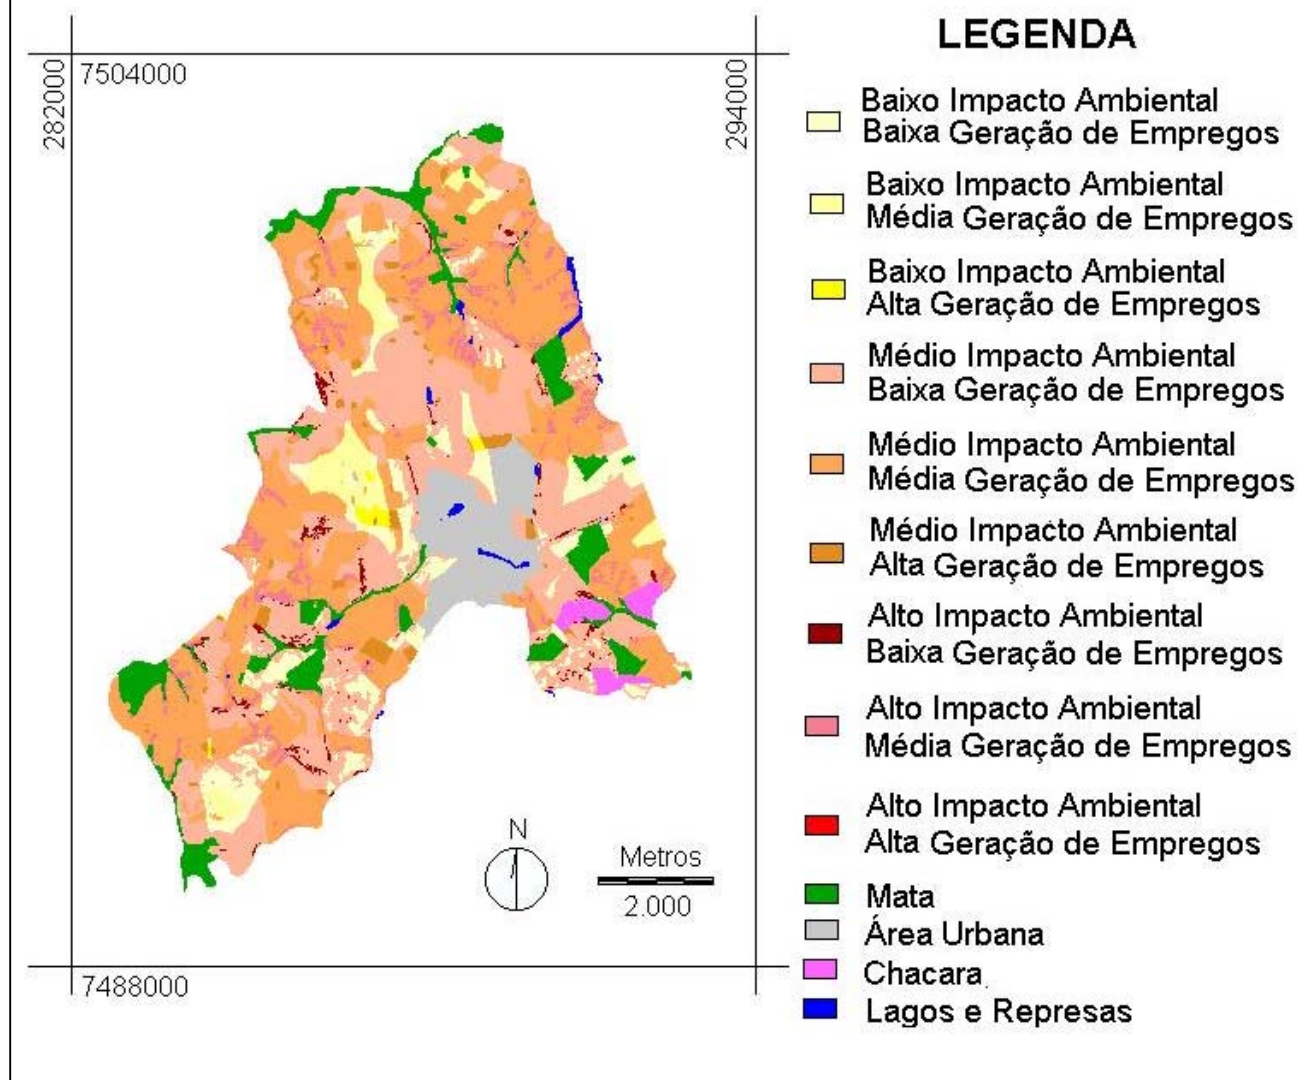 LEGENDA
7504000
282000
294000
Baixo Impacto Ambiental
Baixa Geração de Empregos
Baixo Impacto Ambiental
Média Geração de Empregos
Baixo Impacto Ambiental
Alta Geração de Empregos
Médio Impacto Ambiental
Baixa Geração de Empregos
Médio Impacto Ambiental
Média Geração de Empregos
Médio Impacto Ambiental
Alta Geração de Empregos
Alto Impacto Ambiental
Baixa Geração de Empregos
Alto Impacto Ambiental
Média Geração de Empregos
Alto Impacto Ambiental
Alta Geração de Empregos
Mata
Área Urbana
Chacara
Lagos e Represas
N
Metros
2.000
7488000